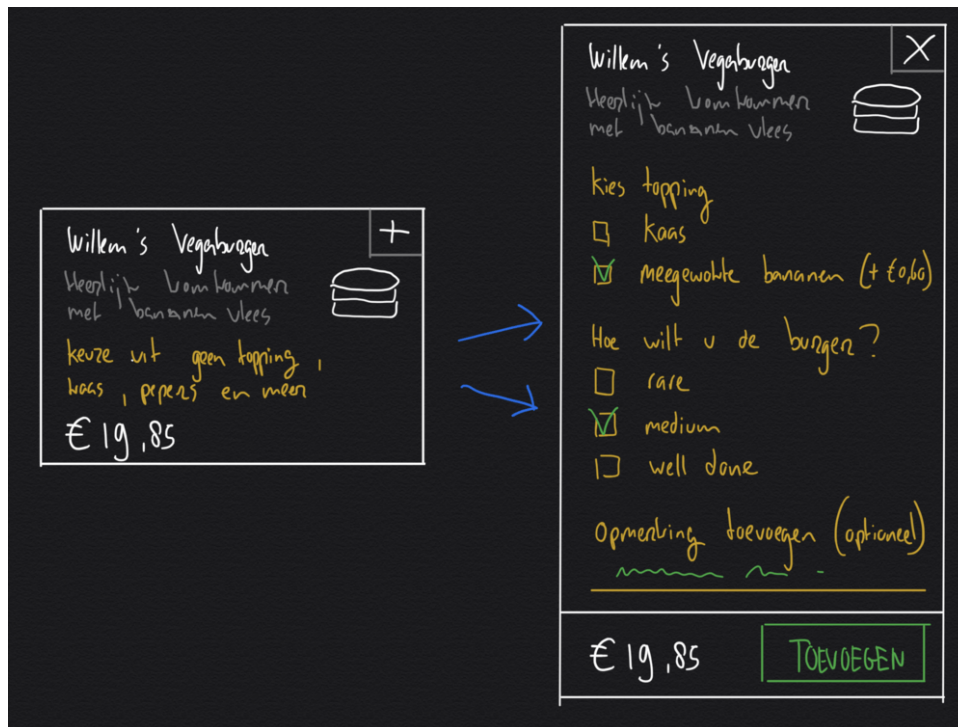 Willem's Vegaburger
+
Heerlijk komkommer
met bananen vlees
keuze uit geen topping,
kaas, pepers en meer
€19,85
Willem's Vegaburger
X
Heerlijk komkommer
met bananen vlees
kies topping
kaas
meegewokte bananen (+ €0,60)
Hoe wilt u de burger?
rare
medium
well done
Opmerking toevoegen (optioneel)
€19,85
TOEVOEGEN